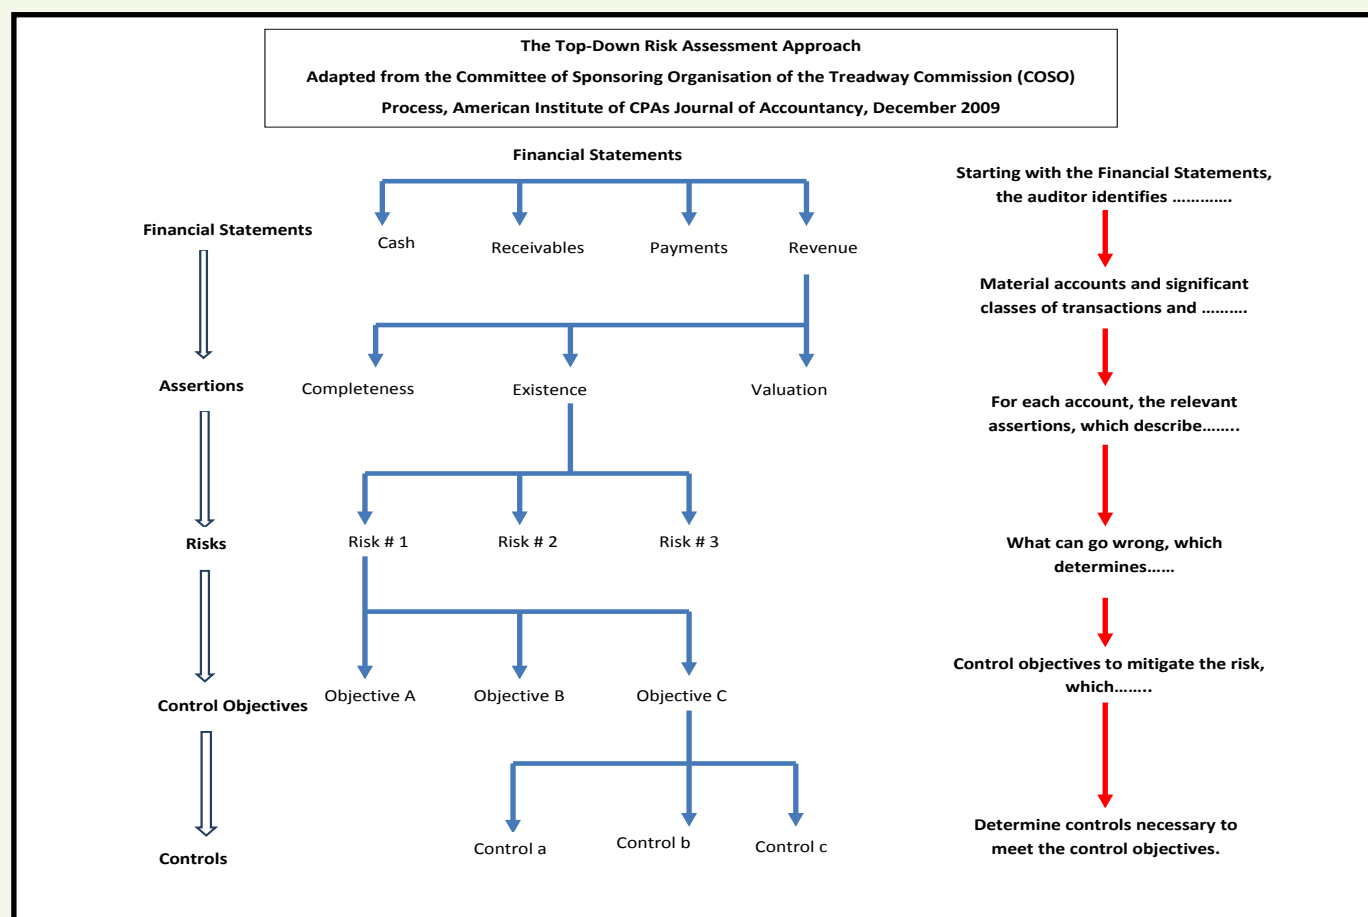 The Top-Down Risk Assessment Approach
Adapted from the Committee of Sponsoring Organisation of the Treadway Commission (COSO)
Process, American Institute of CPAs Journal of Accountancy, December 2009
Financial Statements
Starting with the Financial Statements,
the auditor identifies .............
Financial Statements
Cash
Receivables
Payments
Revenue
Material accounts and significant
classes of transactions and ..........
Assertions
Completeness
Existence
Valuation
For each account, the relevant
assertions, which describe........
Risks
Risk # 1
Risk # 2
Risk # 3
What can go wrong, which
determines......
Control Objectives
Objective A
Objective B
Objective C
Control objectives to mitigate the risk,
which........
Controls
Control a
Control b
Control c
Determine controls necessary to
meet the control objectives.